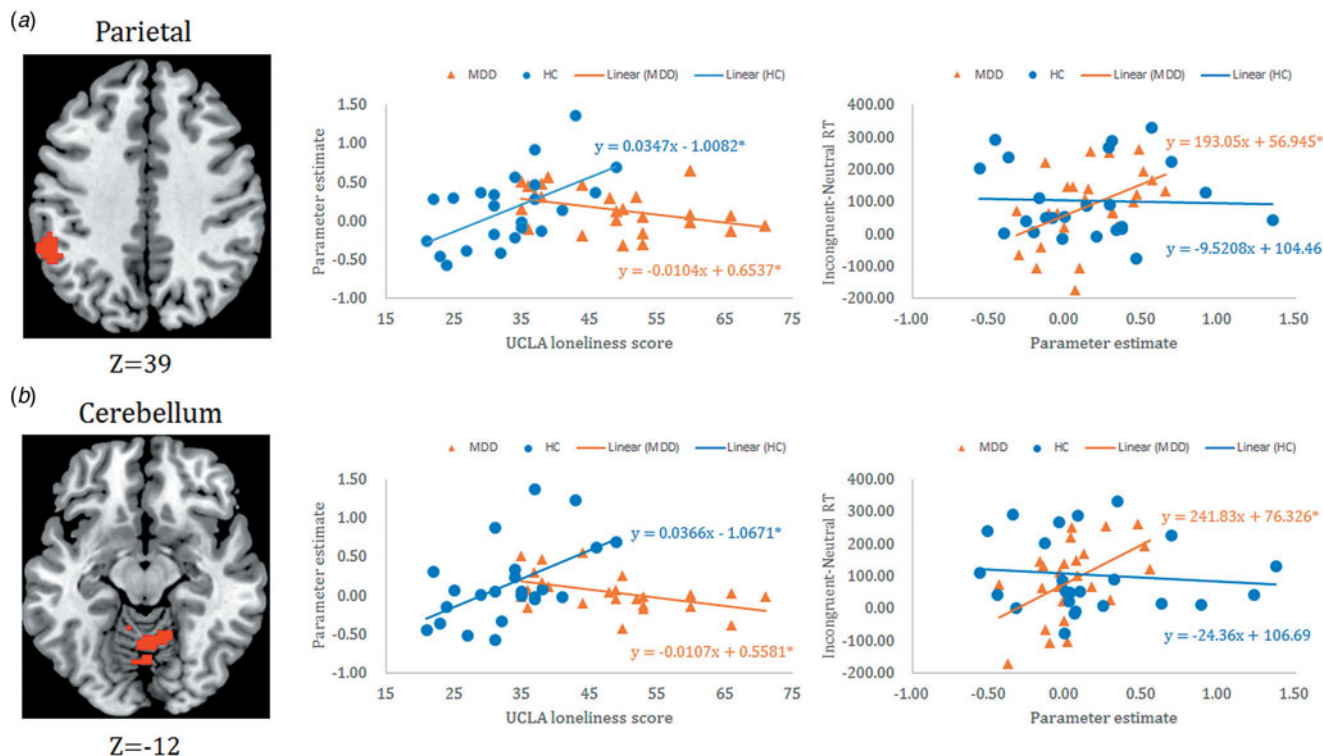 (a)
Parietal
Z=39
MDD HC Linear (MDD) Linear (HC)
Parameter estimate
1.50
1.00
0.50
0.00
-0.50
-1.00
y = 0.0347x - 1.0082*
y = -0.0104x + 0.6537*
15 25 35 45 55 65 75
UCLA loneliness score
MDD HC Linear (MDD) Linear (HC)
Incongruent-Neutral RT
400.00
300.00
200.00
100.00
0.00
-100.00
-200.00
y = 193.05x + 56.945*
y = -9.5208x + 104.46
-1.00 -0.50 0.00 0.50 1.00 1.50
Parameter estimate
(b)
Cerebellum
Z=-12
MDD HC Linear (MDD) Linear (HC)
Parameter estimate
1.50
1.00
0.50
0.00
-0.50
-1.00
y = 0.0366x - 1.0671*
y = -0.0107x + 0.5581*
15 25 35 45 55 65 75
UCLA loneliness score
MDD HC Linear (MDD) Linear (HC)
Incongruent-Neutral RT
400.00
300.00
200.00
100.00
0.00
-100.00
-200.00
y = 241.83x + 76.326*
y = -24.36x + 106.69
-1.00 -0.50 0.00 0.50 1.00 1.50
Parameter estimate